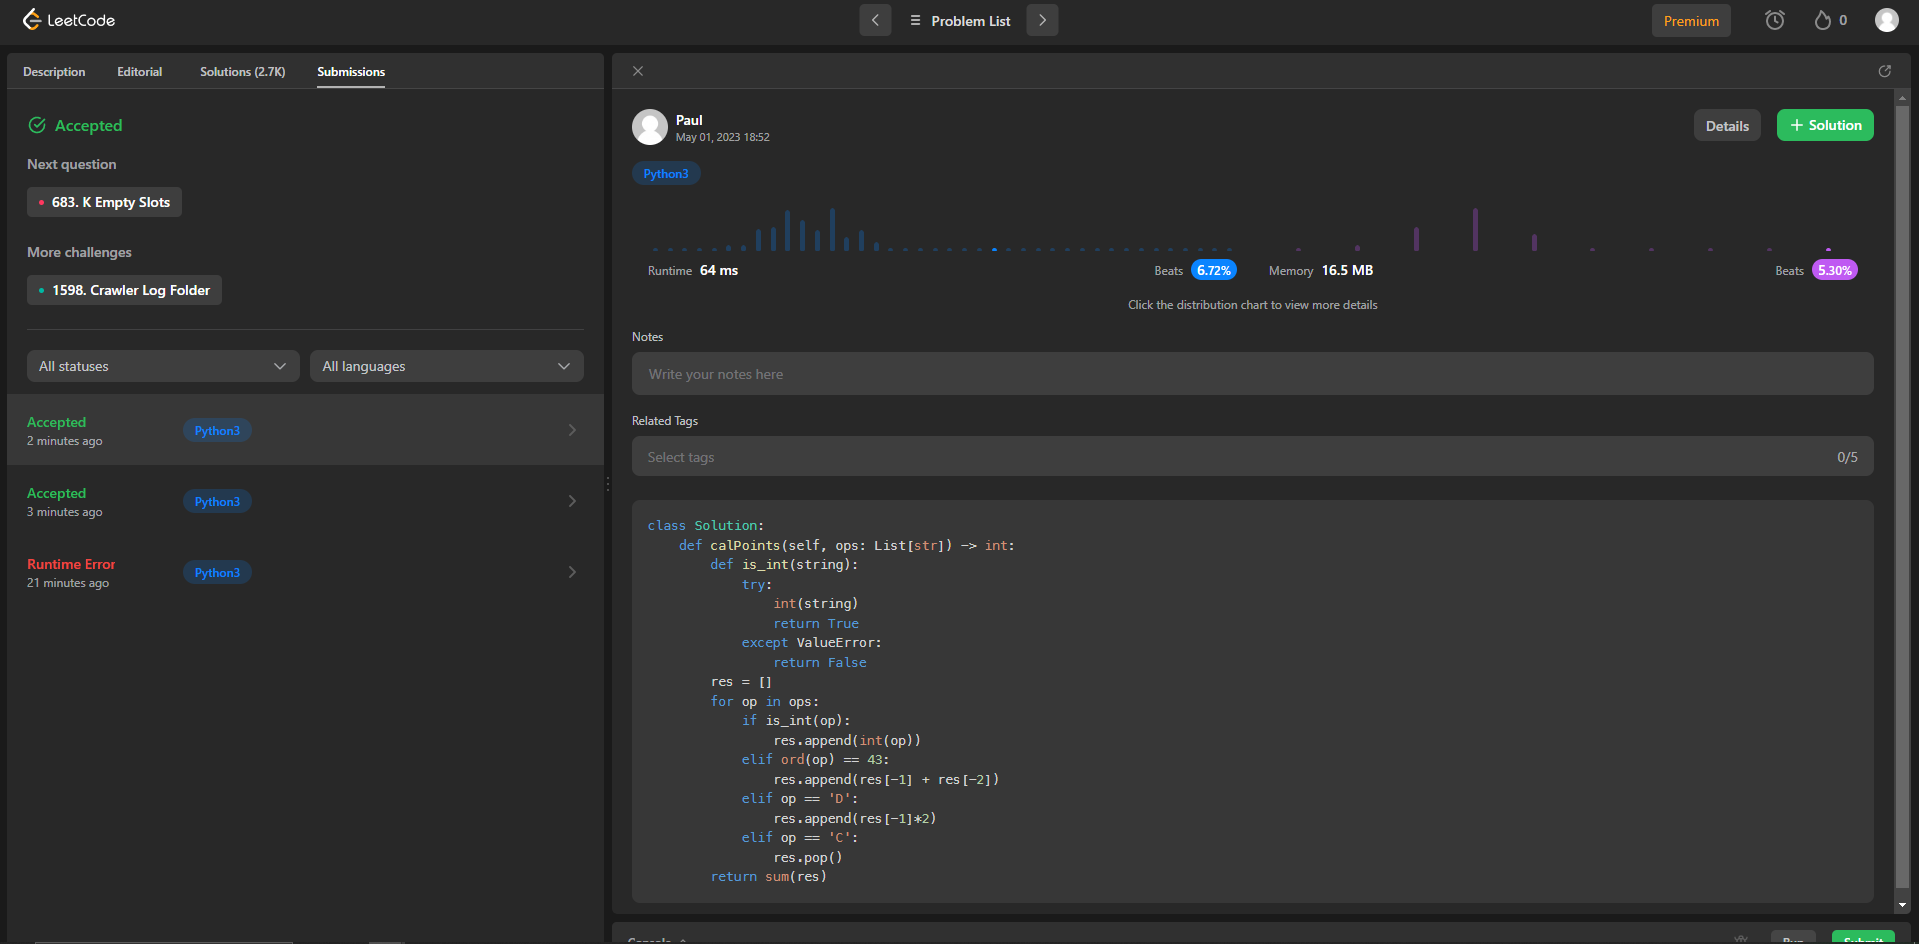 LeetCode
Problem List
Premium
0
Description Editorial Solutions (2.7K) Submissions
Accepted
Next question
683. K Empty Slots
More challenges
1598. Crawler Log Folder
All statuses All languages
Accepted
2 minutes ago
Python3
Accepted
3 minutes ago
Python3
Runtime Error
21 minutes ago
Python3
Paul
May 01, 2023 18:52
Details
+ Solution
Python3
Runtime 64 ms Beats 6.72% Memory 16.5 MB Beats 5.30%
Click the distribution chart to view more details
Notes
Write your notes here
Related Tags
Select tags 0/5
class Solution:
    def calPoints(self, ops: List[str]) -> int:
        def is_int(string):
            try:
                int(string)
                return True
            except ValueError:
                return False
        res = []
        for op in ops:
            if is_int(op):
                res.append(int(op))
            elif ord(op) == 43:
                res.append(res[-1] + res[-2])
            elif op == 'D':
                res.append(res[-1]*2)
            elif op == 'C':
                res.pop()
        return sum(res)
Console Run Submit